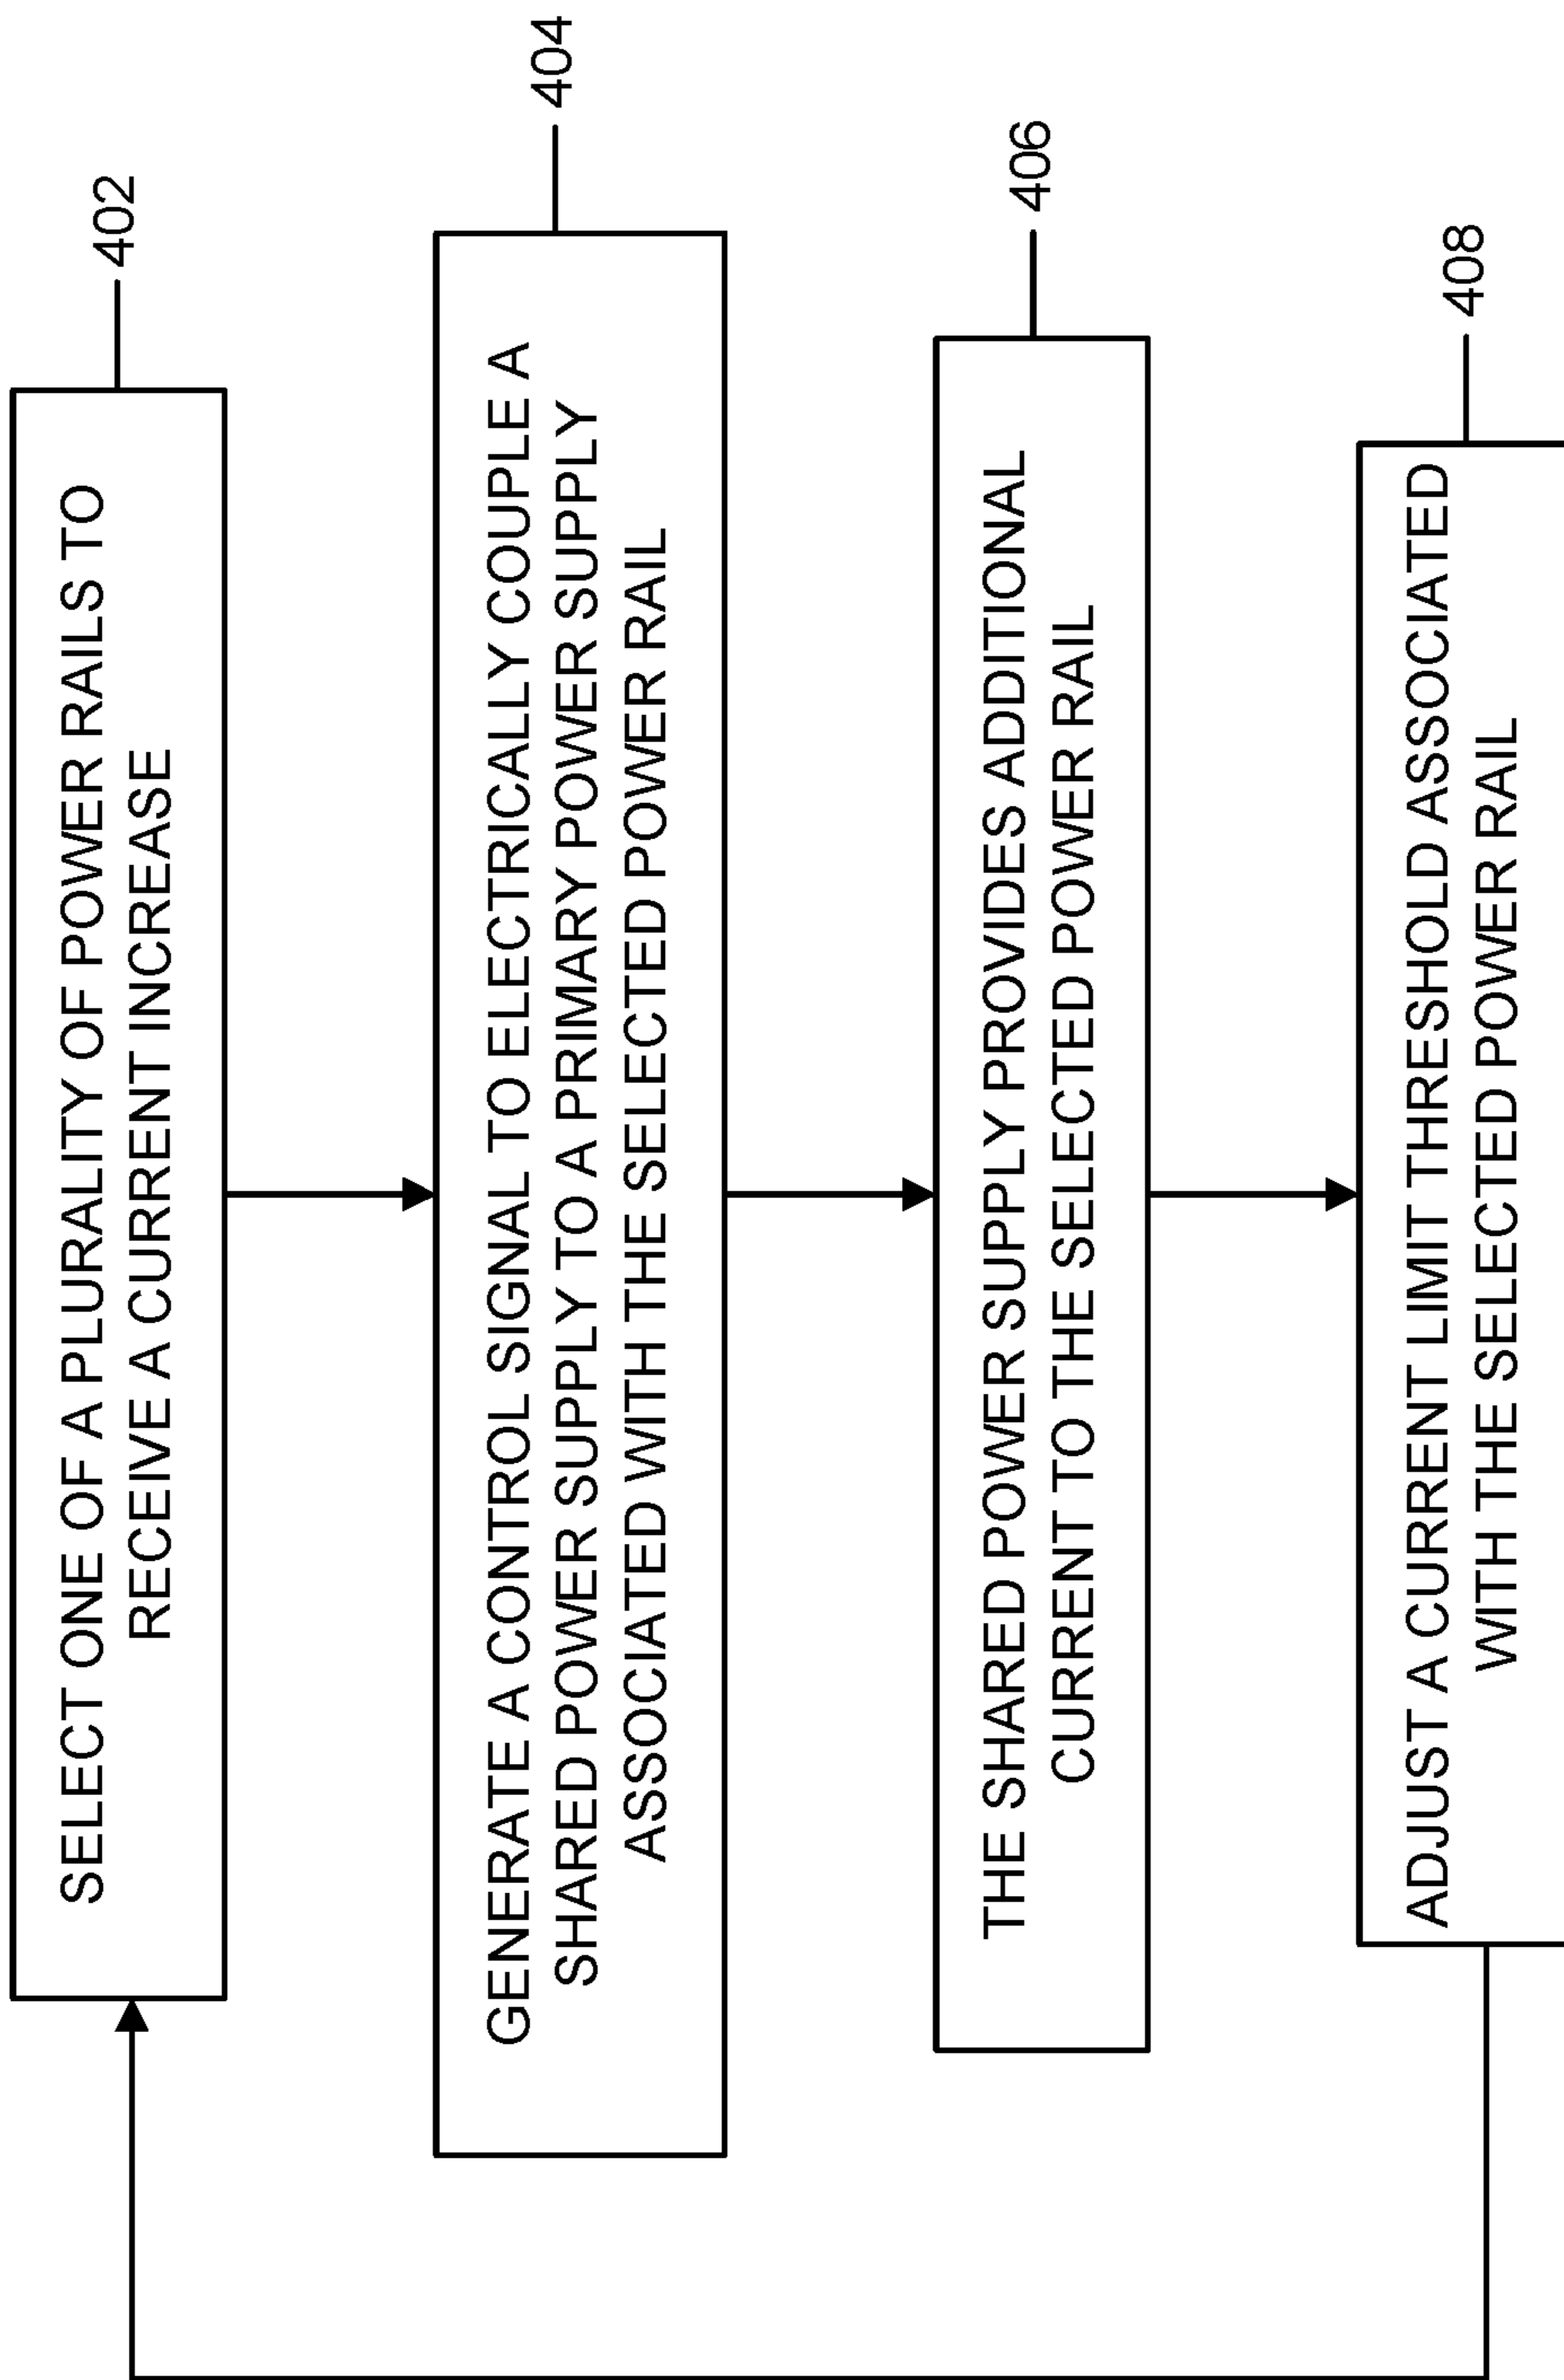 SELECT ONE OF A PLURALITY OF POWER RAILS TO
RECEIVE A CURRENT INCREASE
402
GENERATE A CONTROL SIGNAL TO ELECTRICALLY COUPLE A
SHARED POWER SUPPLY TO A PRIMARY POWER SUPPLY
ASSOCIATED WITH THE SELECTED POWER RAIL
404
THE SHARED POWER SUPPLY PROVIDES ADDITIONAL
CURRENT TO THE SELECTED POWER RAIL
406
ADJUST A CURRENT LIMIT THRESHOLD ASSOCIATED
WITH THE SELECTED POWER RAIL
408